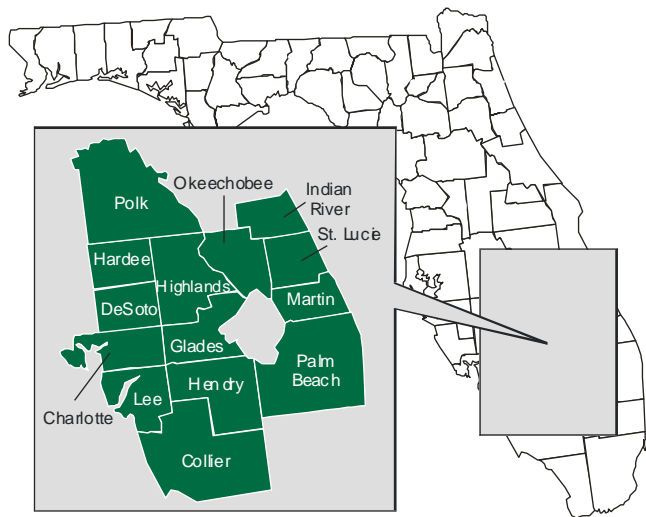 Okeechobee
Indian
River
Polk
St. Lucie
Hardee
Highlands
DeSoto
Martin
Glades
Palm
Beach
Hendry
Lee
Charlotte
Collier